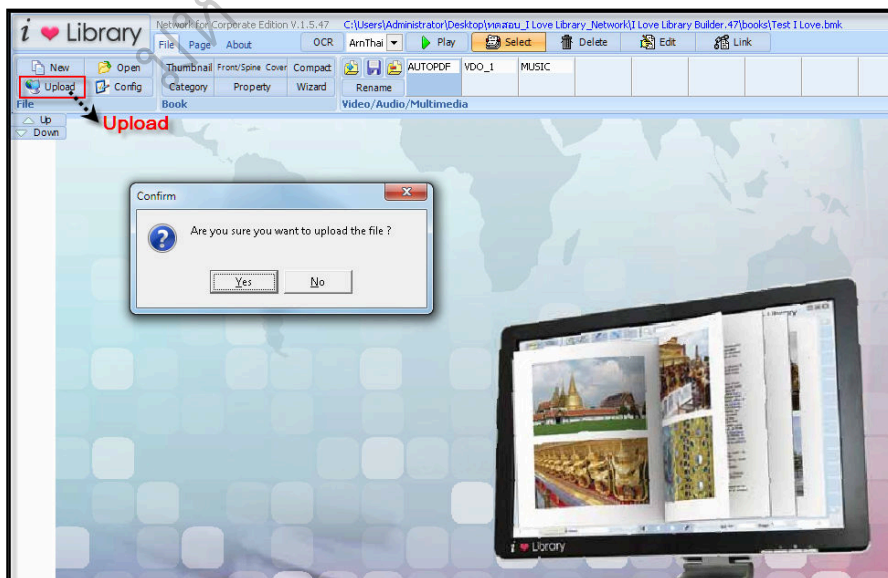 i Library
Network for Corporate Edition V.1.5.47
C:\Users\Administrator\Desktop\ทดสอบ_I Love Library_Network\I Love Library Builder.47\books\Test I Love.bmk
File Page About OCR ArnThai Play Select Delete Edit Link
New Open Thumbnail Front/Spine Cover Compact AUTOPDF VDO_1 MUSIC
Upload Config Category Property Wizard Rename
File Book Video/Audio/Multimedia
Up
Down
Upload
Confirm
Are you sure you want to upload the file ?
Yes No
i Library